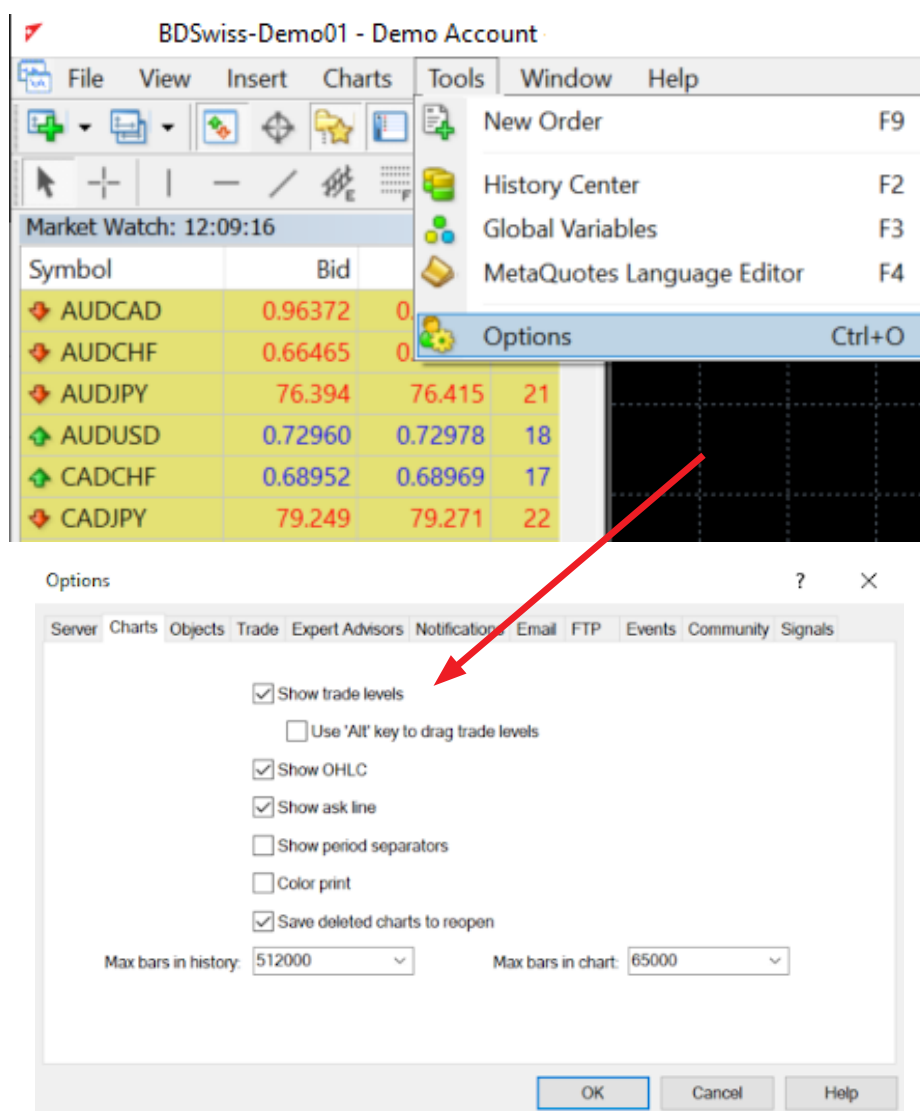 BDSwiss-Demo01 - Demo Account
File View Insert Charts Tools Window Help
New Order F9
E F
History Center F2
Market Watch: 12:09:16
Global Variables F3
Symbol Bid
MetaQuotes Language Editor F4
AUDCAD 0.96372 0.
Options Ctrl+O
AUDCHF 0.66465 0.
AUDJPY 76.394 76.415 21
AUDUSD 0.72960 0.72978 18
CADCHF 0.68952 0.68969 17
CADJPY 79.249 79.271 22
Options ?
Server Charts Objects Trade Expert Advisors Notifications Email FTP Events Community Signals
Show trade levels
Use 'Alt' key to drag trade levels
Show OHLC
Show ask line
Show period separators
Color print
Save deleted charts to reopen
Max bars in history: 512000 Max bars in chart: 65000
OK Cancel Help